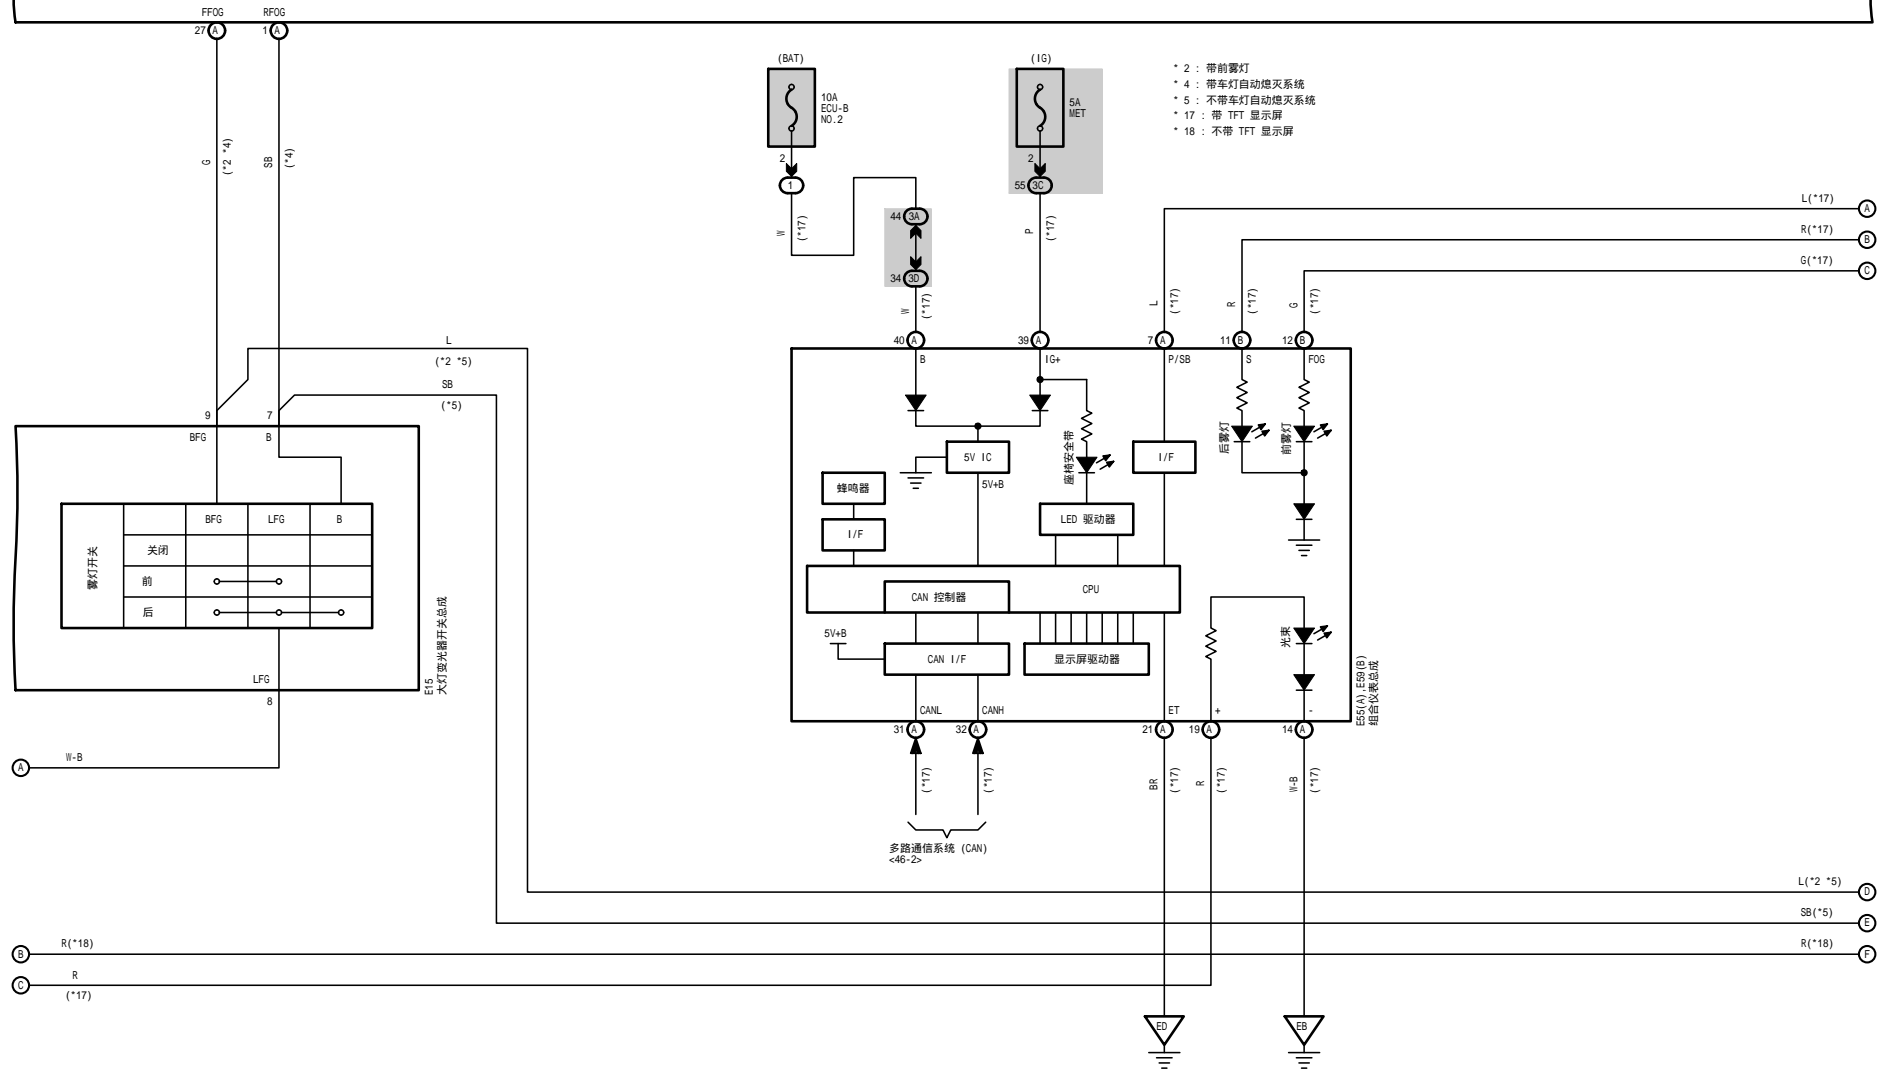 FFOG
RFOG
27 A
1 A
(BAT)
(IG)
* 2 : 带前雾灯
* 4 : 带车灯自动熄灭系统
* 5 : 不带车灯自动熄灭系统
* 17 : 带 TFT 显示屏
* 18 : 不带 TFT 显示屏
10A
ECU-B
NO.2
5A
MET
G
(*2 *4)
SB
(*4)
2
1
2
55 3C
44 3A
34 3D
W
(*17)
P
(*17)
L(*17)
A
R(*17)
B
G(*17)
C
W
(*17)
L
(*17)
R
(*17)
G
(*17)
40 A
39 A
7 A
11 B
12 B
L
(*2 *5)
SB
(*5)
B
IG+
P/SB
S
FOG
9
7
BFG
B
5V IC
5V+B
座椅安全带
I/F
后雾灯
前雾灯
蜂鸣器
I/F
LED 驱动器
雾灯开关
BFG
LFG
B
关闭
前
后
CAN 控制器
CPU
5V+B
CAN I/F
显示屏驱动器
光束
E15
大灯变光器开关总成
LFG
8
CANL
CANH
ET
+
-
E55(A),E59(B)
组合仪表总成
31 A
32 A
21 A
19 A
14 A
A
W-B
(*17)
(*17)
BR
(*17)
R
(*17)
W-B
(*17)
多路通信系统 (CAN)
<46-2>
L(*2 *5)
D
SB(*5)
E
B
R(*18)
R(*18)
F
C
R
(*17)
ED
EB